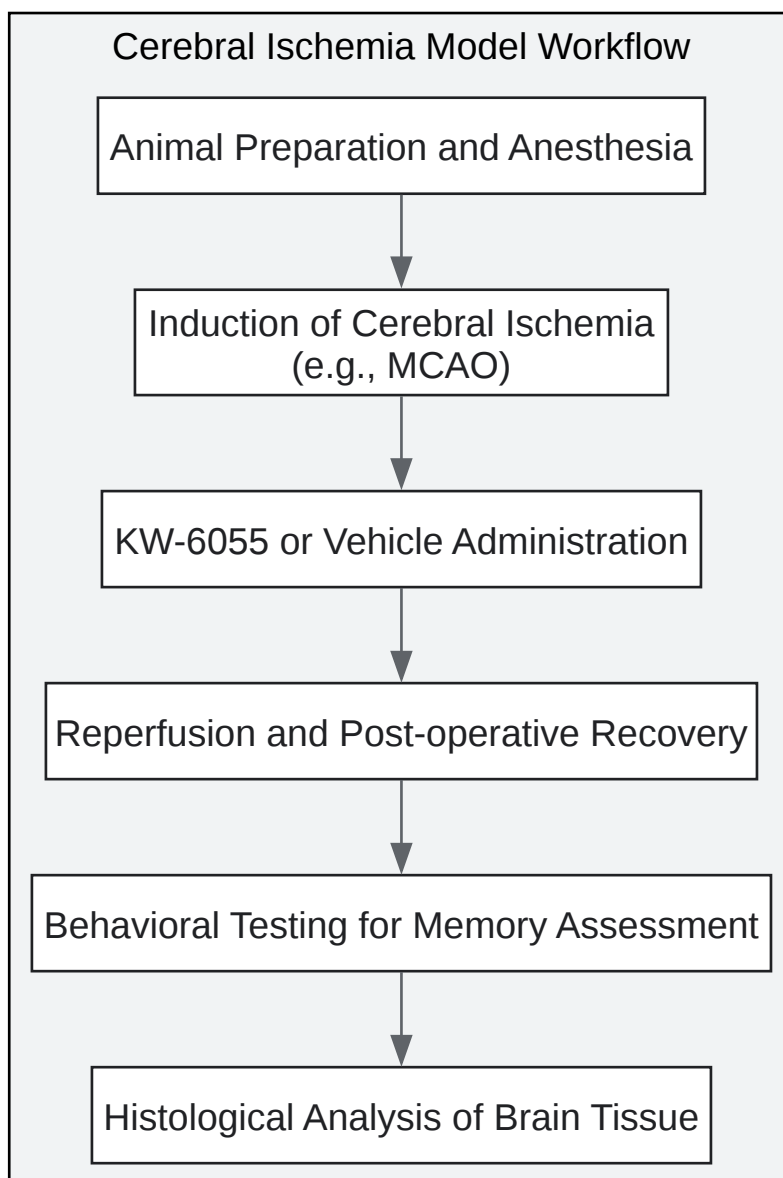 Cerebral Ischemia Model Workflow
Animal Preparation and Anesthesia
Induction of Cerebral Ischemia
(e.g., MCAO)
KW-6055 or Vehicle Administration
Reperfusion and Post-operative Recovery
Behavioral Testing for Memory Assessment
Histological Analysis of Brain Tissue